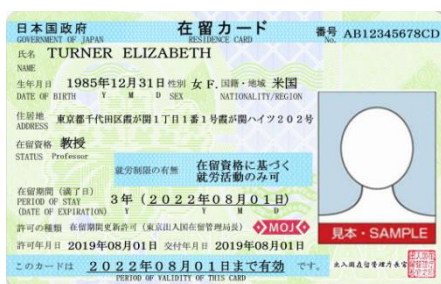 日本国政府 在留カード 番号 AB12345678CD
GOVERNMENT OF JAPAN RESIDENCE CARD No.
氏名 TURNER ELIZABETH
NAME
生年月日 1985年12月31日 性別 女 F. 国籍・地域 米国
DATE OF BIRTH Y M D SEX NATIONALITY/REGION
住居地 東京都千代田区霞が関1丁目1番1号霞が関ハイツ202号
ADDRESS
在留資格 教授
STATUS Professor
就労制限の有無 在留資格に基づく
就労活動のみ可
在留期間(満了日) 3年(2022年08月01日)
PERIOD OF STAY
(DATE OF EXPIRATION) Y Y M D
許可の種類 在留期間更新許可(東京出入国在留管理局長) MOJ
見本・SAMPLE
許可年月日 2019年08月01日 交付年月日 2019年08月01日
このカードは 2022年08月01日まで有効 です。
PERIOD OF VALIDITY OF THIS CARD
出入国在留管理庁長官